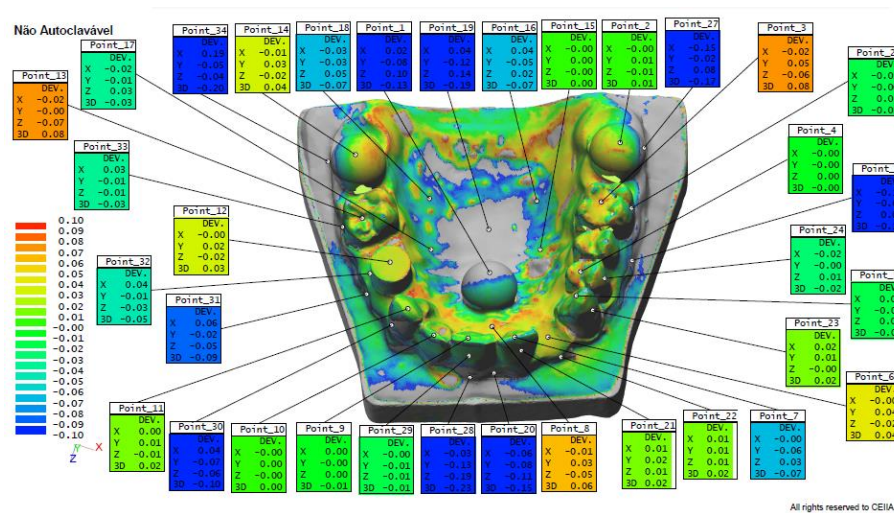 Não Autoclavável
Point_17
DEV.
X -0.02
Y -0.01
Z 0.03
3D -0.03
Point_34
DEV.
X 0.19
Y -0.05
Z -0.04
3D -0.20
Point_14
DEV.
X -0.01
Y 0.03
Z -0.02
3D 0.04
Point_18
DEV.
X -0.03
Y -0.03
Z 0.05
3D -0.07
Point_1
DEV.
X 0.02
Y -0.08
Z 0.10
3D -0.13
Point_19
DEV.
X 0.04
Y -0.12
Z 0.14
3D -0.19
Point_16
DEV.
X 0.04
Y -0.02
Z 0.05
3D -0.07
Point_15
DEV.
X -0.00
Y 0.00
Z 0.00
3D 0.00
Point_2
DEV.
X -0.00
Y -0.00
Z -0.01
3D 0.01
Point_27
DEV.
X -0.15
Y -0.02
Z 0.08
3D -0.17
Point_3
DEV.
X -0.02
Y 0.05
Z -0.06
3D 0.08
Point_13
DEV.
X -0.02
Y -0.00
Z -0.07
3D 0.08
Point_4
DEV.
X -0.00
Y -0.00
Z -0.00
3D -0.00
Point_33
DEV.
X 0.03
Y -0.01
Z -0.01
3D -0.03
Point_12
DEV.
X -0.00
Y 0.02
Z -0.02
3D 0.03
Point_24
DEV.
X -0.02
Y -0.00
Z -0.01
3D -0.02
0.10
0.09
0.08
0.07
0.06
0.05
0.04
0.03
0.02
0.01
-0.00
-0.01
-0.02
-0.03
-0.04
-0.05
-0.06
-0.07
-0.08
-0.09
-0.10
Point_32
DEV.
X 0.04
Y -0.01
Z -0.03
3D -0.05
Point_31
DEV.
X 0.06
Y -0.02
Z -0.05
3D -0.09
Point_23
DEV.
X 0.02
Y 0.01
Z -0.00
3D 0.02
Point_11
DEV.
X 0.00
Y 0.01
Z -0.01
3D 0.02
Point_30
DEV.
X 0.04
Y -0.07
Z -0.06
3D -0.10
Point_10
DEV.
X -0.00
Y 0.00
Z -0.00
3D 0.00
Point_9
DEV.
X -0.00
Y 0.00
Z 0.00
3D -0.01
Point_29
DEV.
X -0.00
Y -0.01
Z -0.00
3D -0.01
Point_28
DEV.
X -0.03
Y -0.13
Z -0.19
3D -0.23
Point_20
DEV.
X -0.06
Y -0.08
Z -0.11
3D -0.15
Point_8
DEV.
X -0.01
Y 0.03
Z -0.05
3D 0.06
Point_21
DEV.
X 0.01
Y 0.02
Z 0.01
3D 0.02
Point_22
DEV.
X 0.01
Y 0.01
Z 0.01
3D 0.02
Point_7
DEV.
X -0.00
Y -0.06
Z 0.03
3D -0.07
X
Y
Z
All rights reserved to CEIIA